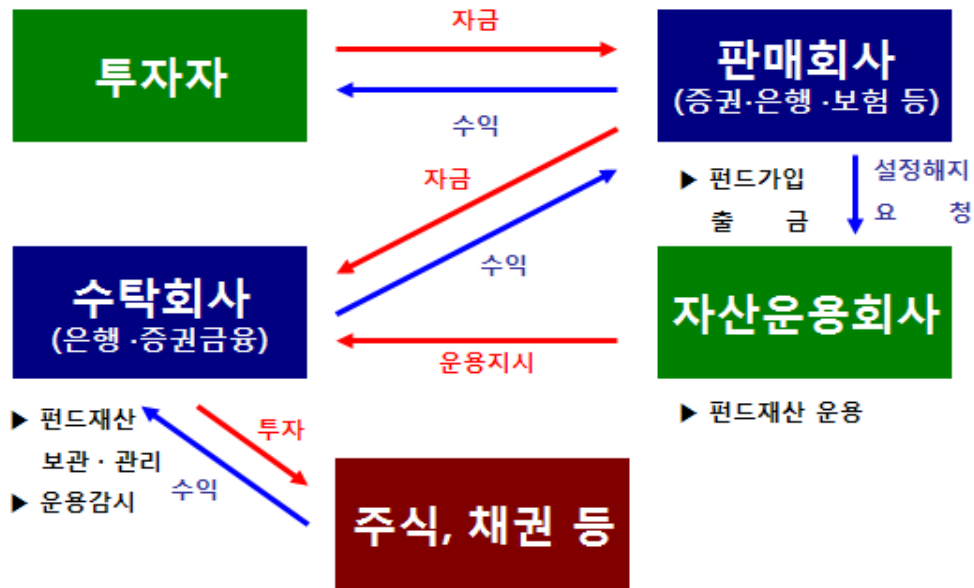 자금
투자자
판매회사
(증권·은행 ·보험 등)
수익
자금
▶ 펀드가입
출 금
설정해지
요 청
수익
수탁회사
(은행 ·증권금융)
자산운용회사
운용지시
▶ 펀드재산
보관 · 관리
▶ 운용감시
투자
수익
▶ 펀드재산 운용
주식, 채권 등